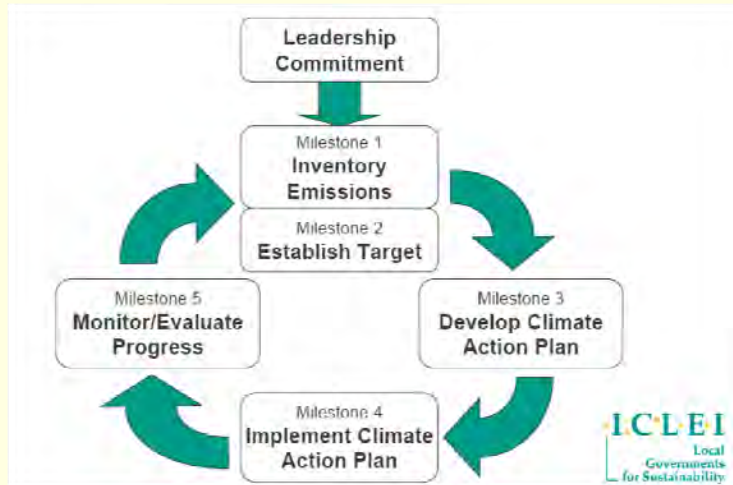 Leadership
Commitment
Milestone 1
Inventory
Emissions
Milestone 2
Establish Target
Milestone 5
Monitor/Evaluate
Progress
Milestone 3
Develop Climate
Action Plan
Milestone 4
Implement Climate
Action Plan
I.C.L.E.I
Local
Governments
for Sustainability